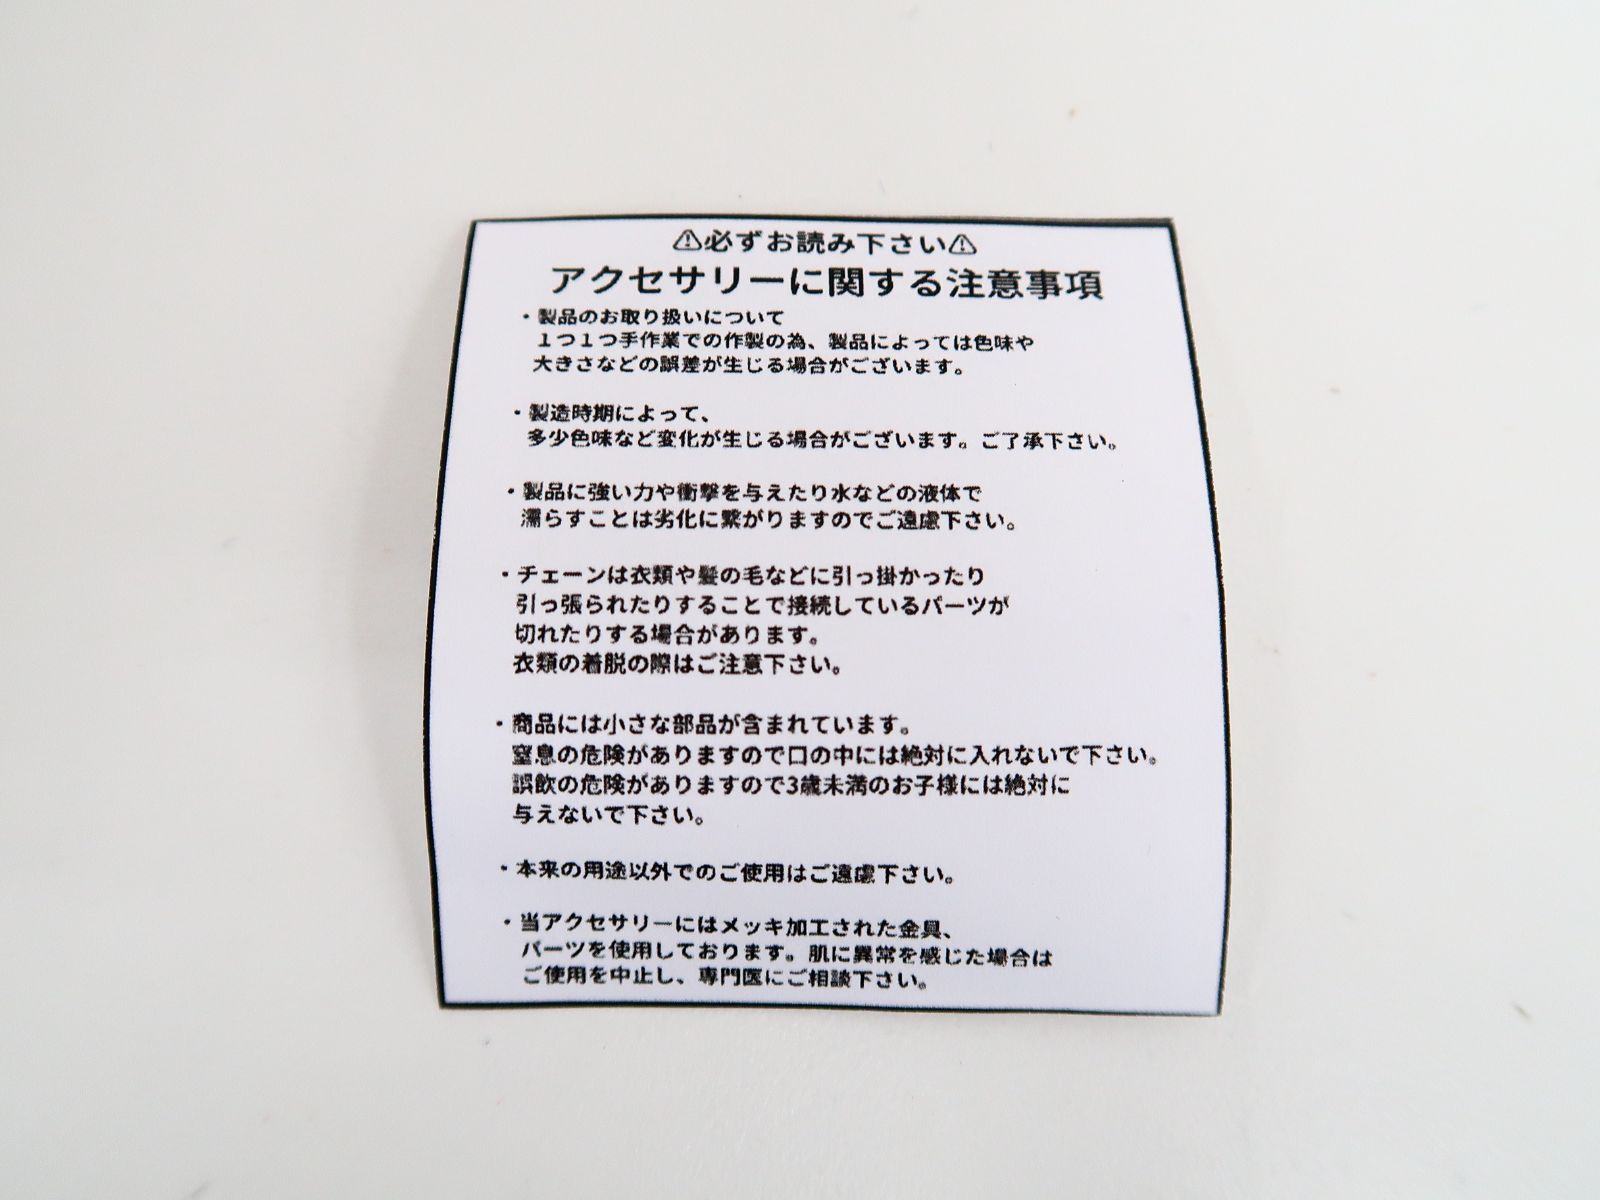 ⚠必ずお読み下さい⚠
アクセサリーに関する注意事項
・製品のお取り扱いについて
１つ１つ手作業での作製の為、製品によっては色味や
大きさなどの誤差が生じる場合がございます。
・製造時期によって、
多少色味など変化が生じる場合がございます。ご了承下さい。
・製品に強い力や衝撃を与えたり水などの液体で
濡らすことは劣化に繋がりますのでご遠慮下さい。
・チェーンは衣類や髪の毛などに引っ掛かったり
引っ張られたりすることで接続しているパーツが
切れたりする場合があります。
衣類の着脱の際はご注意下さい。
・商品には小さな部品が含まれています。
窒息の危険がありますので口の中には絶対に入れないで下さい。
誤飲の危険がありますので3歳未満のお子様には絶対に
与えないで下さい。
・本来の用途以外でのご使用はご遠慮下さい。
・当アクセサリーにはメッキ加工された金具、
パーツを使用しております。肌に異常を感じた場合は
ご使用を中止し、専門医にご相談下さい。